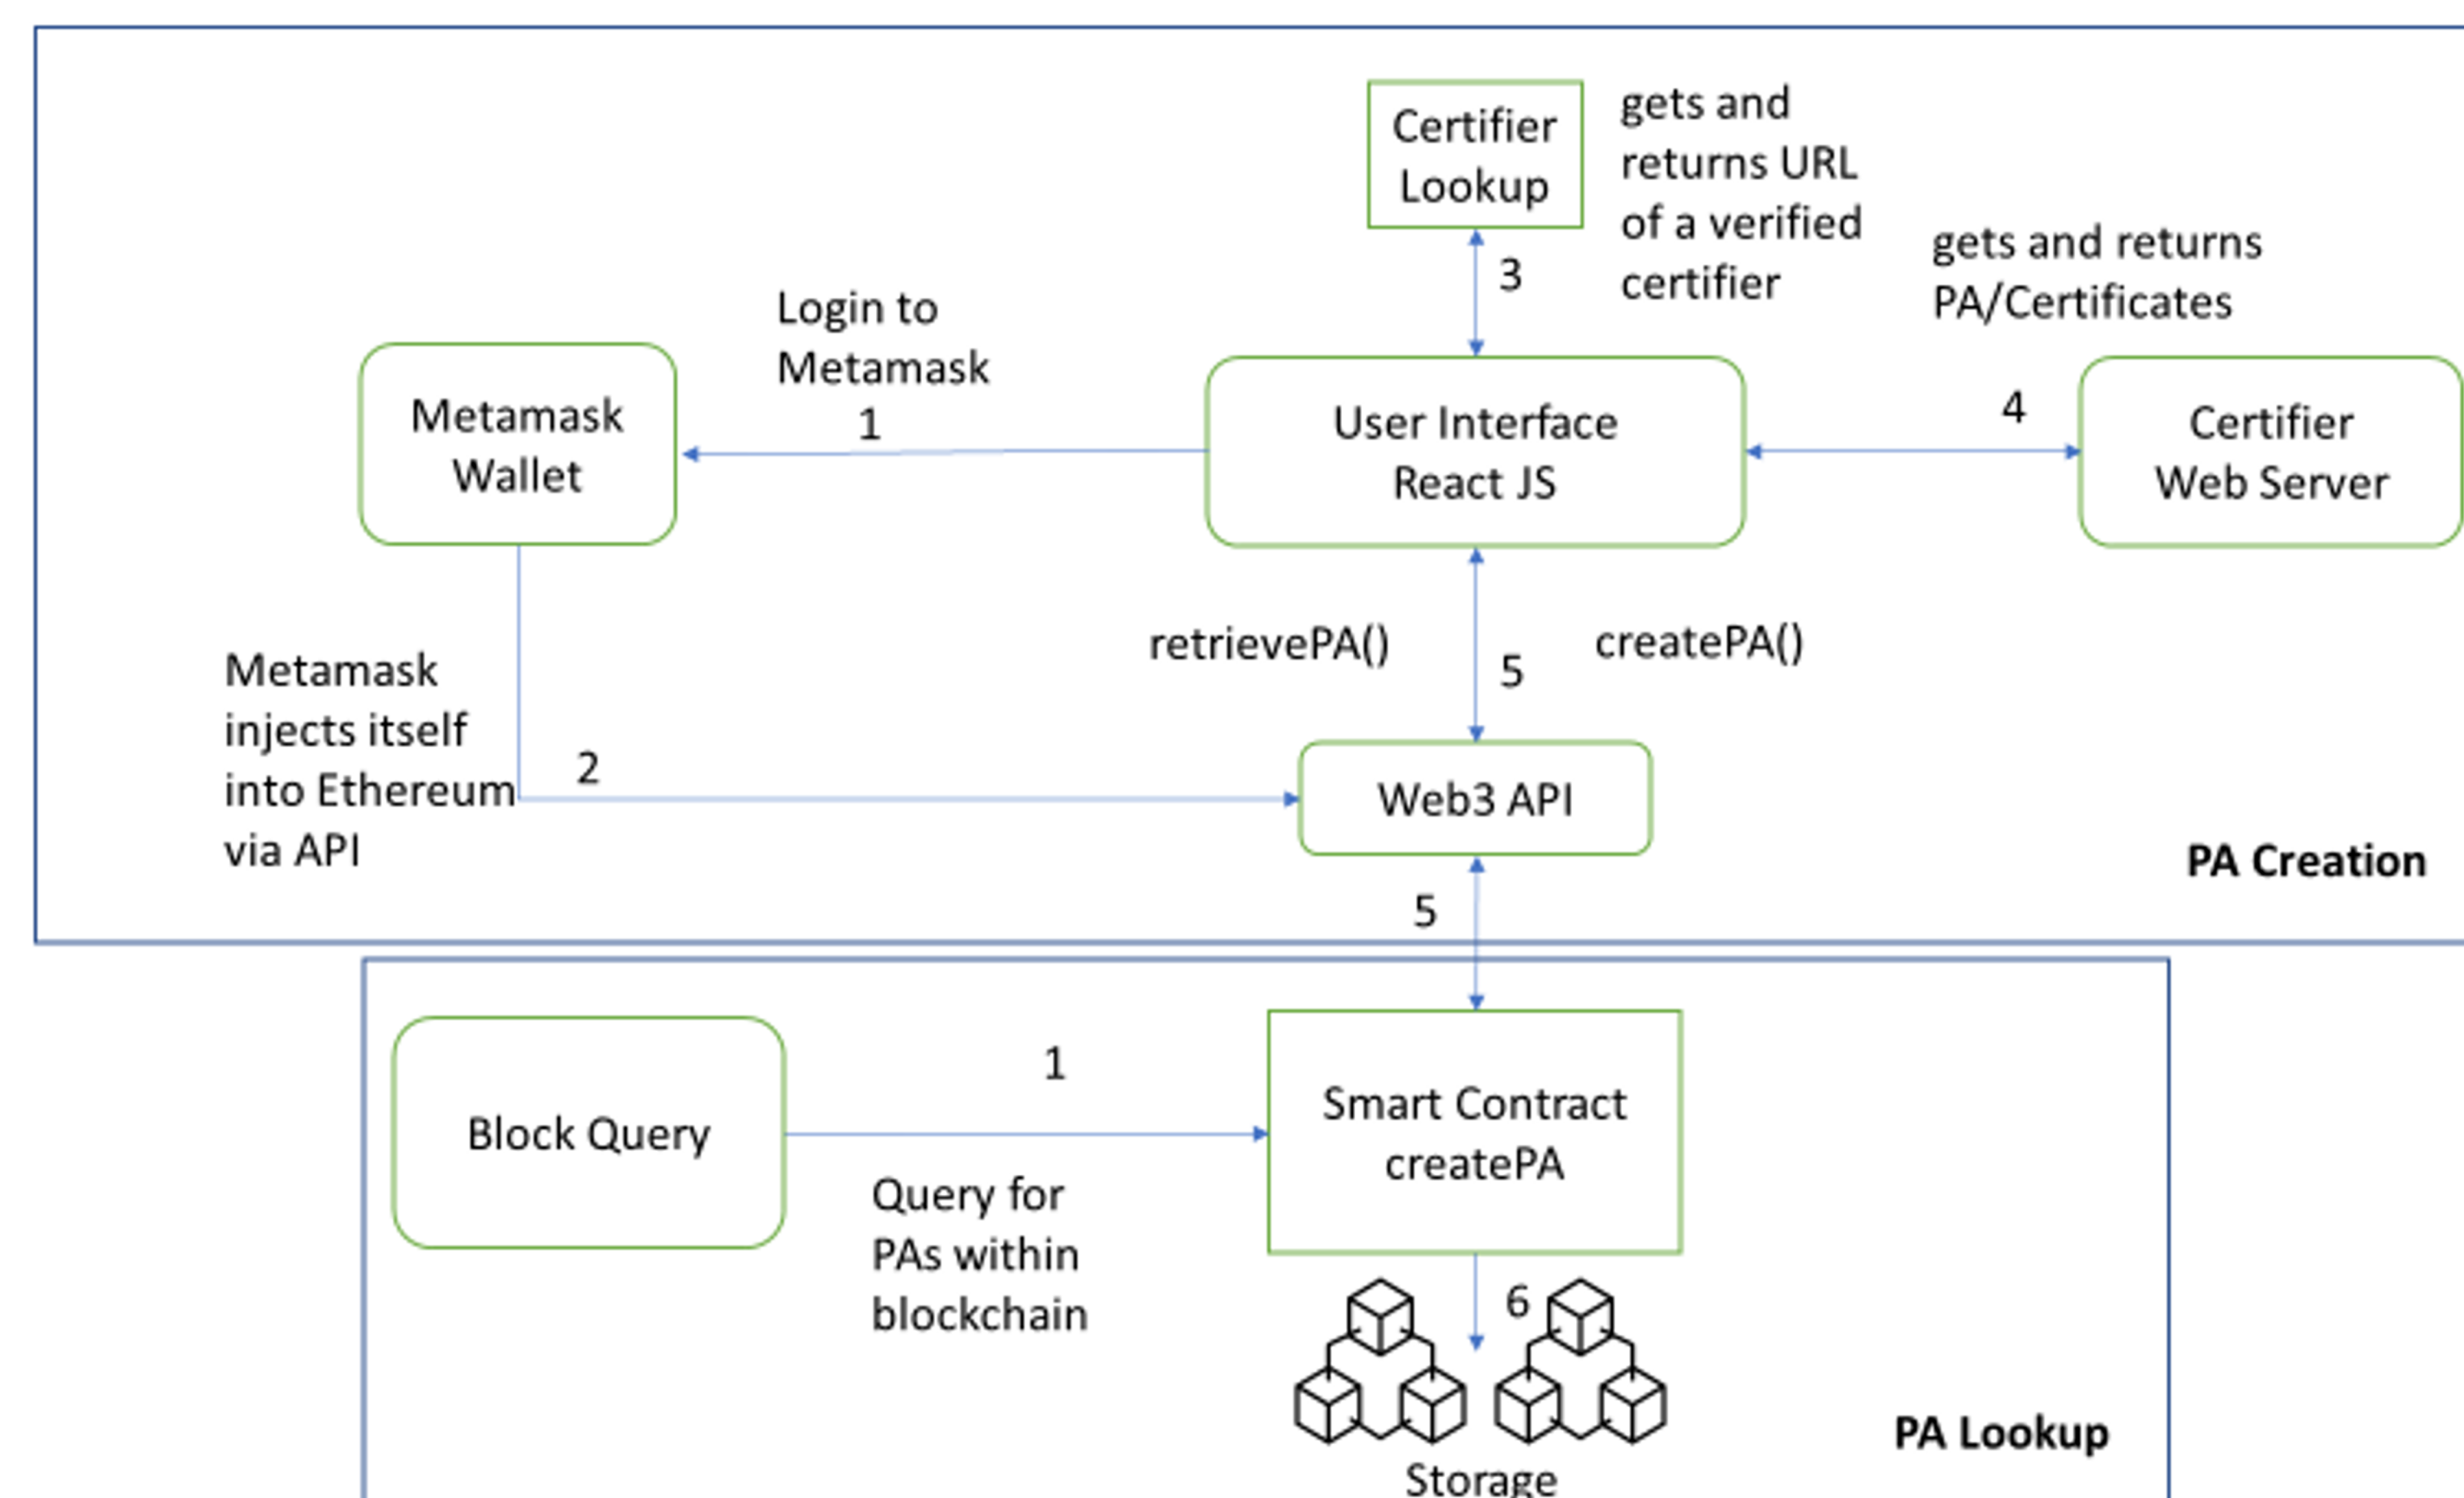 Certifier
Lookup
gets and
returns URL
of a verified
certifier
3
gets and returns
PA/Certificates
Login to
Metamask
1
Metamask
Wallet
User Interface
React JS
4
Certifier
Web Server
retrievePA()
5
createPA()
Metamask
injects itself
into Ethereum
via API
2
Web3 API
PA Creation
5
Block Query
1
Query for
PAs within
blockchain
Smart Contract
createPA
6
Storage
PA Lookup